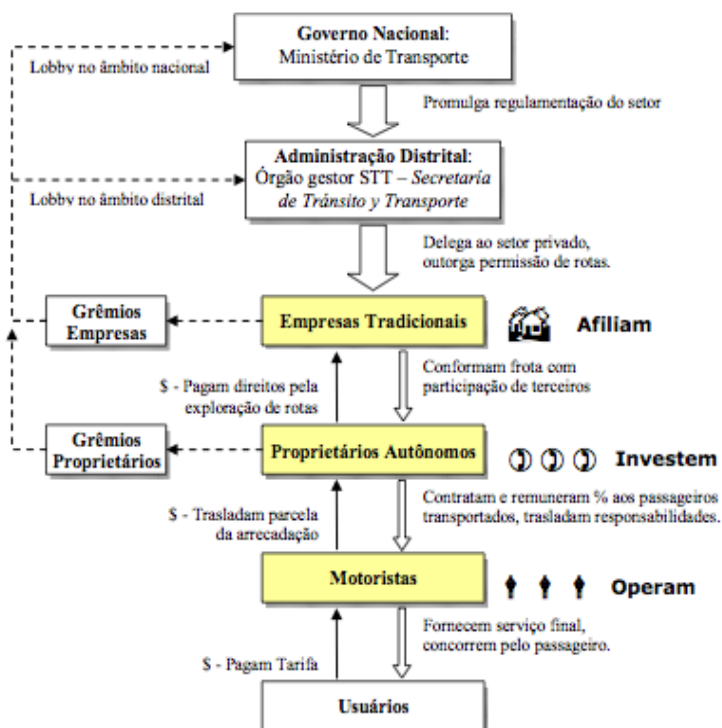 Governo Nacional:
Ministério de Transporte
Lobby no âmbito nacional
Promulga regulamentação do setor
Administração Distrital:
Órgão gestor STT – Secretaría
de Trânsito y Transporte
Lobby no âmbito distrital
Delega ao setor privado,
outorga permissão de rotas.
Grêmios
Empresas
Empresas Tradicionais
Afiliam
$ - Pagam direitos pela
exploração de rotas
Conformam frota com
participação de terceiros
Grêmios
Proprietários
Proprietários Autônomos
Investem
$ - Trasladam parcela
da arrecadação
Contratam e remuneram % aos passageiros
transportados, trasladam responsabilidades.
Motoristas
Operam
$ - Pagam Tarifa
Fornecem serviço final,
concorrem pelo passageiro.
Usuários